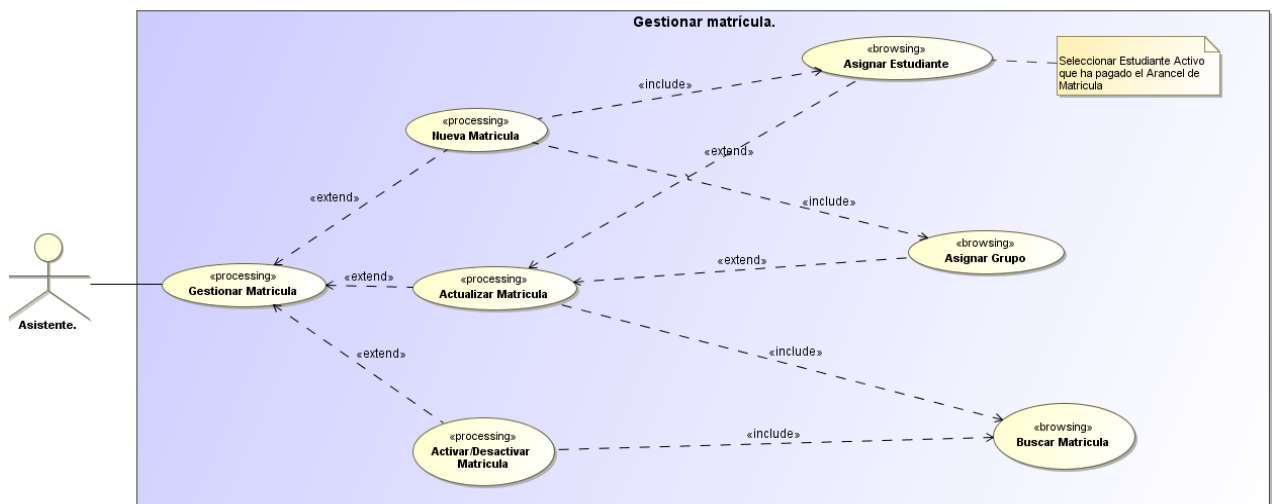 Gestionar matrícula.
«browsing»
Asignar Estudiante
Seleccionar Estudiante Activo
que ha pagado el Arancel de
Matricula
«include»
«processing»
Nueva Matricula
«extend»
«extend»
«include»
«browsing»
Asignar Grupo
«processing»
Gestionar Matricula
«extend»
«processing»
Actualizar Matricula
«extend»
Asistente.
«extend»
«include»
«processing»
Activar/Desactivar
Matricula
«include»
«browsing»
Buscar Matricula